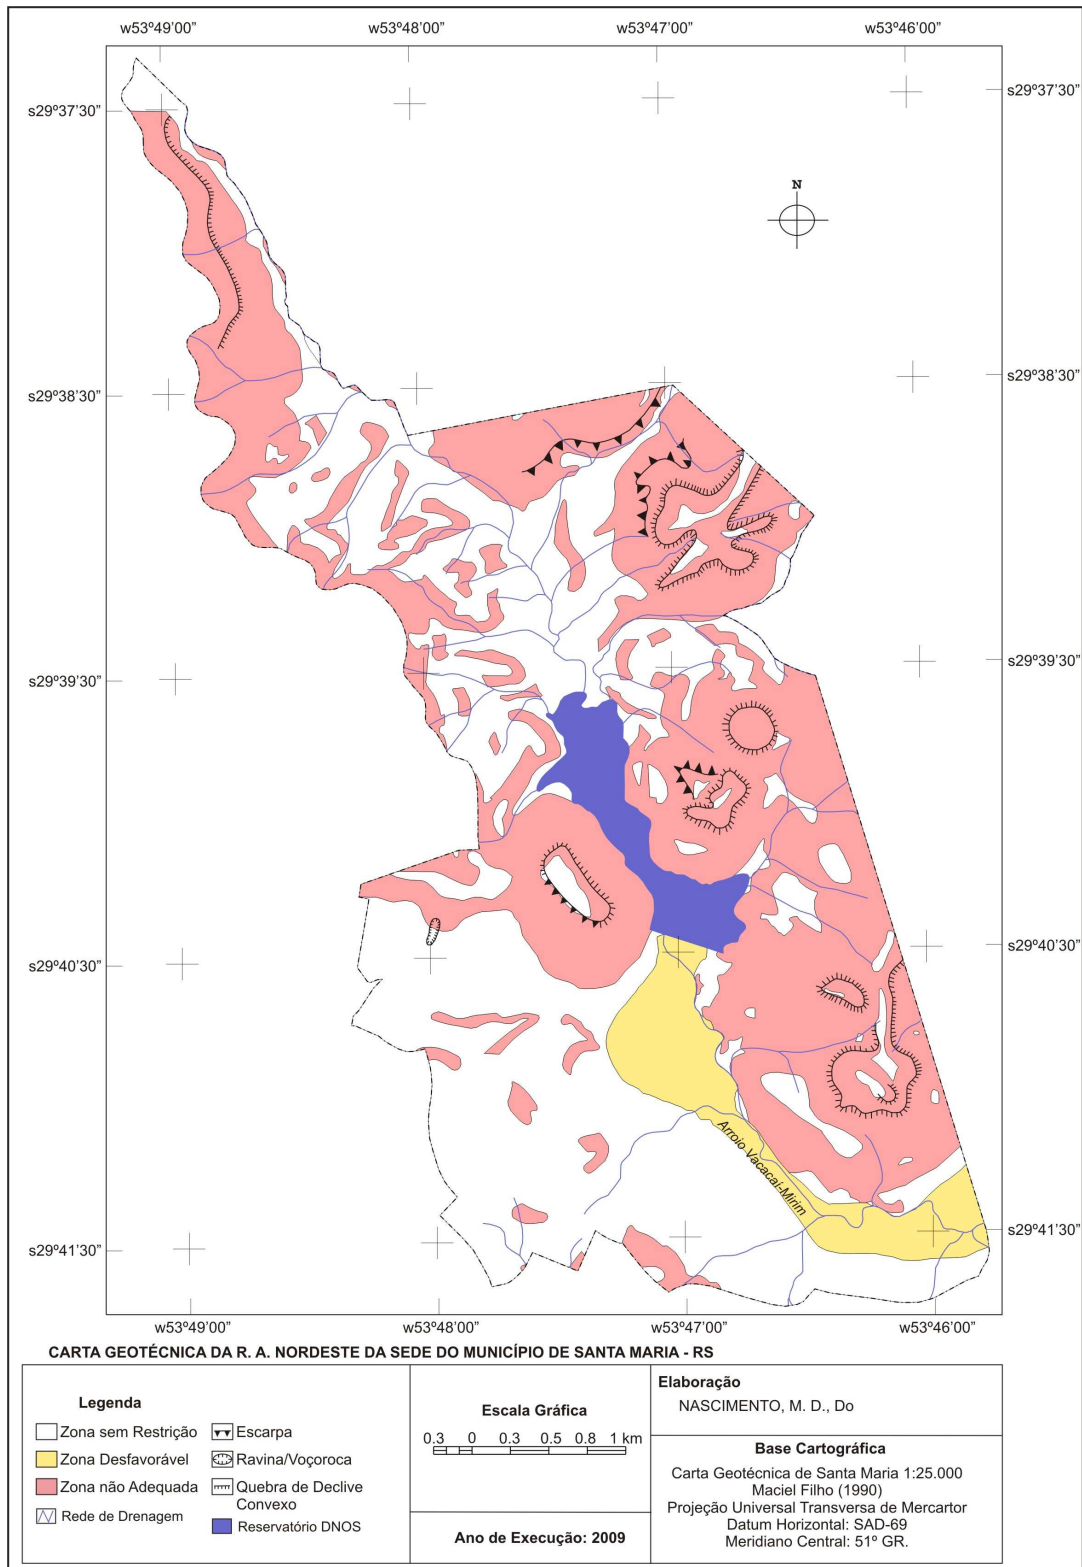 w53º49'00" w53º48'00" w53º47'00" w53º46'00"
s29º37'30" s29º37'30"
N
s29º38'30" s29º38'30"
s29º39'30" s29º39'30"
s29º40'30" s29º40'30"
Arroio Vacacaí-Mirim
s29º41'30" s29º41'30"
w53º49'00" w53º48'00" w53º47'00" w53º46'00"
CARTA GEOTÉCNICA DA R. A. NORDESTE DA SEDE DO MUNICÍPIO DE SANTA MARIA - RS
Legenda
Zona sem Restrição
Zona Desfavorável
Zona não Adequada
Rede de Drenagem
Escarpa
Ravina/Voçoroca
Quebra de Declive
Convexo
Reservatório DNOS
Escala Gráfica
0.3 0 0.3 0.5 0.8 1 km
Ano de Execução: 2009
Elaboração
NASCIMENTO, M. D., Do
Base Cartográfica
Carta Geotécnica de Santa Maria 1:25.000
Maciel Filho (1990)
Projeção Universal Transversa de Mercartor
Datum Horizontal: SAD-69
Meridiano Central: 51º GR.